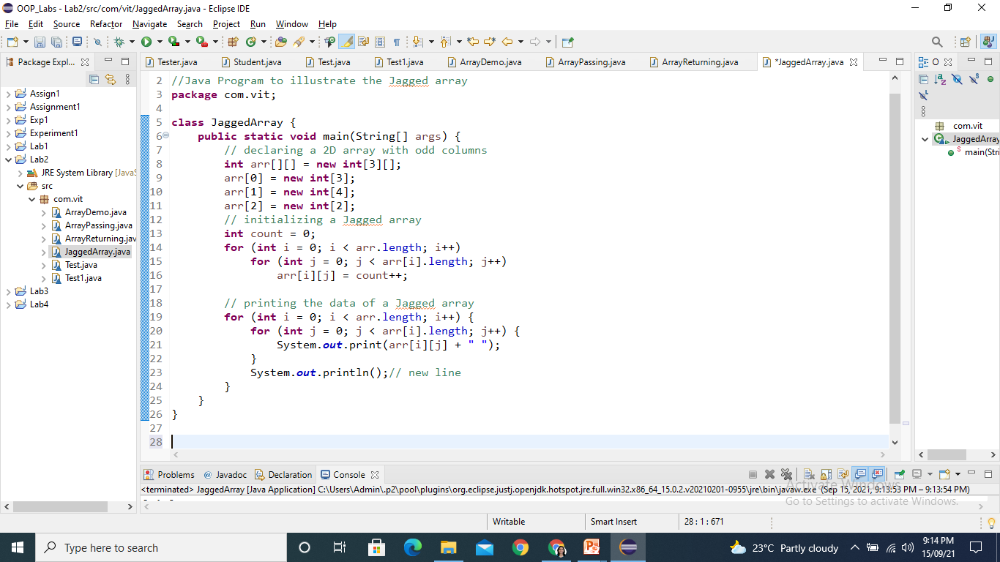 OOP_Labs - Lab2/src/com/vit/JaggedArray.java - Eclipse IDE
File Edit Source Refactor Navigate Search Project Run Window Help
Package Expl...
Tester.java Student.java Test.java Test1.java ArrayDemo.java ArrayPassing.java ArrayReturning.java *JaggedArray.java
Assign1
Assignment1
Exp1
Experiment1
Lab1
Lab2
JRE System Library [JavaS
src
com.vit
ArrayDemo.java
ArrayPassing.java
ArrayReturning.jav
JaggedArray.java
Test.java
Test1.java
Lab3
Lab4
2 //Java Program to illustrate the Jagged array
3 package com.vit;
4
5 class JaggedArray {
6 public static void main(String[] args) {
7 // declaring a 2D array with odd columns
8 int arr[][] = new int[3][];
9 arr[0] = new int[3];
10 arr[1] = new int[4];
11 arr[2] = new int[2];
12 // initializing a Jagged array
13 int count = 0;
14 for (int i = 0; i < arr.length; i++)
15 for (int j = 0; j < arr[i].length; j++)
16 arr[i][j] = count++;
17
18 // printing the data of a Jagged array
19 for (int i = 0; i < arr.length; i++) {
20 for (int j = 0; j < arr[i].length; j++) {
21 System.out.print(arr[i][j] + " ");
22 }
23 System.out.println();// new line
24 }
25 }
26 }
27
28
O
com.vit
JaggedArray
main(Stri
Problems @ Javadoc Declaration Console
<terminated> JaggedArray [Java Application] C:\Users\Admin\.p2\pool\plugins\org.eclipse.justj.openjdk.hotspot.jre.full.win32.x86_64_15.0.2.v20210201-0955\jre\bin\javaw.exe (Sep 15, 2021, 9:13:53 PM – 9:13:54 PM)
Activate Windows
Go to Settings to activate Windows.
Writable Smart Insert 28 : 1 : 671
Type here to search
23°C Partly cloudy
9:14 PM
15/09/21